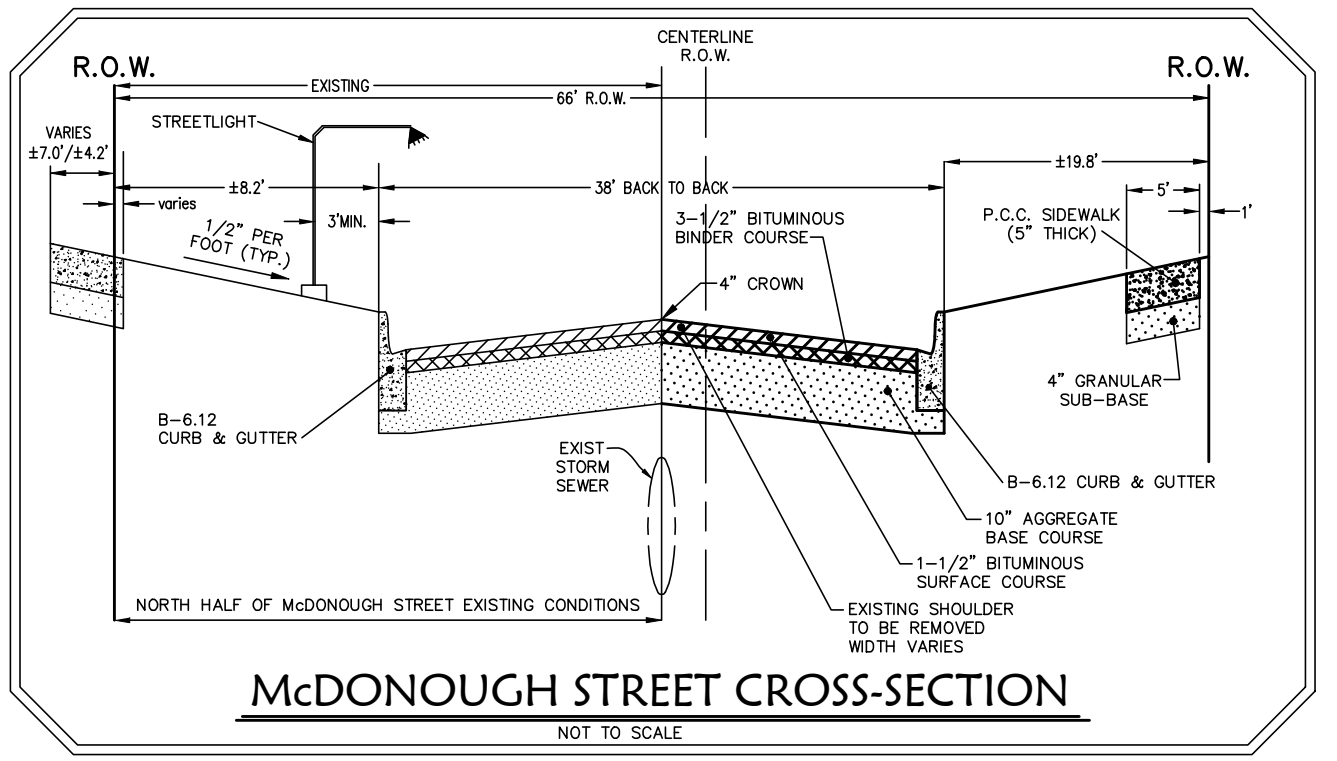 CENTERLINE
R.O.W.
R.O.W.
R.O.W.
EXISTING
66' R.O.W.
STREETLIGHT
VARIES
±7.0'/±4.2'
±19.8'
±8.2'
38' BACK TO BACK
5'
varies
3'MIN.
1'
1/2" PER
FOOT (TYP.)
3-1/2" BITUMINOUS
BINDER COURSE
P.C.C. SIDEWALK
(5" THICK)
4" CROWN
4" GRANULAR
SUB-BASE
B-6.12
CURB & GUTTER
EXIST
STORM
SEWER
B-6.12 CURB & GUTTER
10" AGGREGATE
BASE COURSE
1-1/2" BITUMINOUS
SURFACE COURSE
NORTH HALF OF McDONOUGH STREET EXISTING CONDITIONS
EXISTING SHOULDER
TO BE REMOVED
WIDTH VARIES
McDONOUGH STREET CROSS-SECTION
NOT TO SCALE